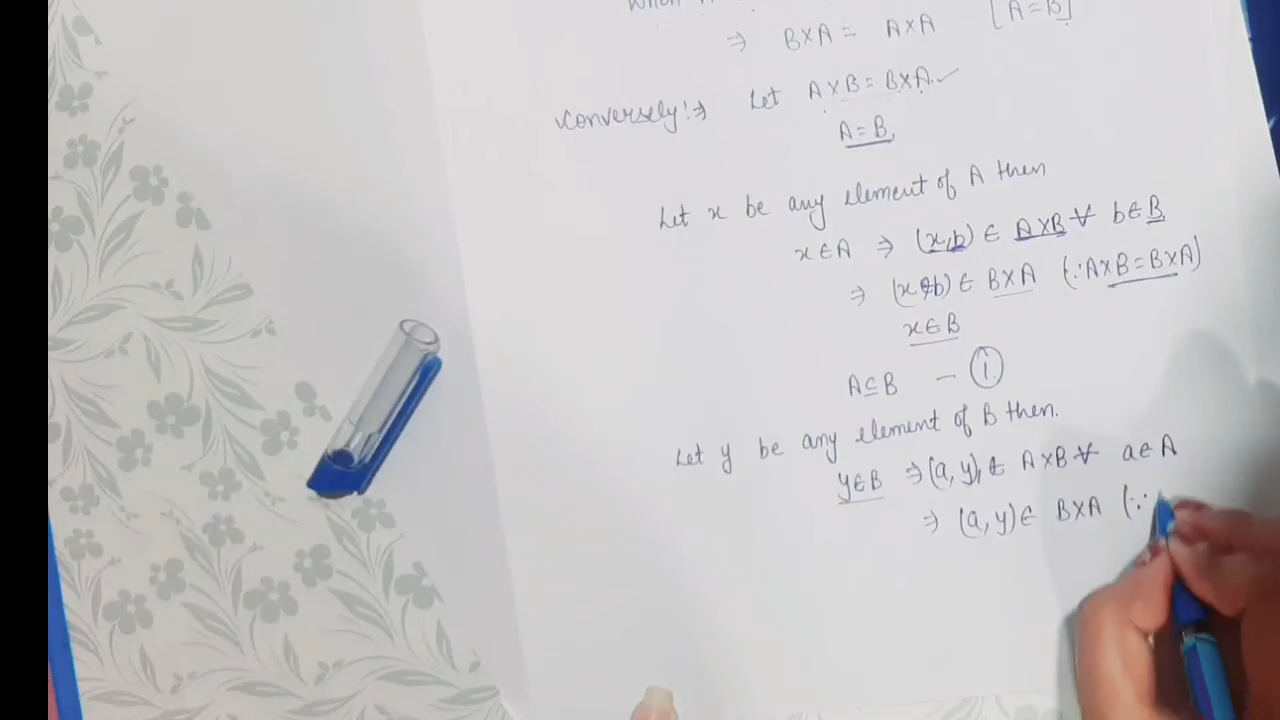 ⇒ B×A = A×A [A=B]
Conversely:⇒ Let A×B = B×A ✓
A=B
Let x be any element of A then
x∈A ⇒ (x,b) ∈ A×B ∀ b∈B
⇒ (x,b) ∈ B×A (∵A×B=B×A)
x∈B
A⊆B — ①
Let y be any element of B then.
y∈B ⇒ (a, y) ∈ A×B ∀ a∈A
⇒ (a, y)∈ B×A (∵